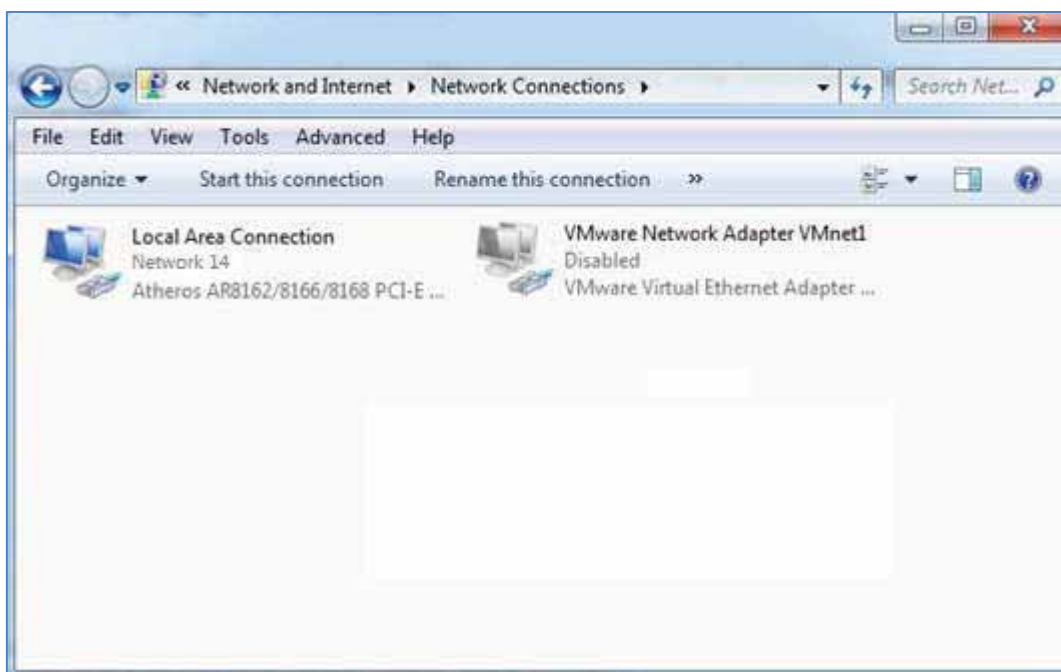 « Network and Internet ▸ Network Connections ▸ Search Net...
File Edit View Tools Advanced Help
Organize ▾ Start this connection Rename this connection »
Local Area Connection
Network 14
Atheros AR8162/8166/8168 PCI-E ...
VMware Network Adapter VMnet1
Disabled
VMware Virtual Ethernet Adapter ...